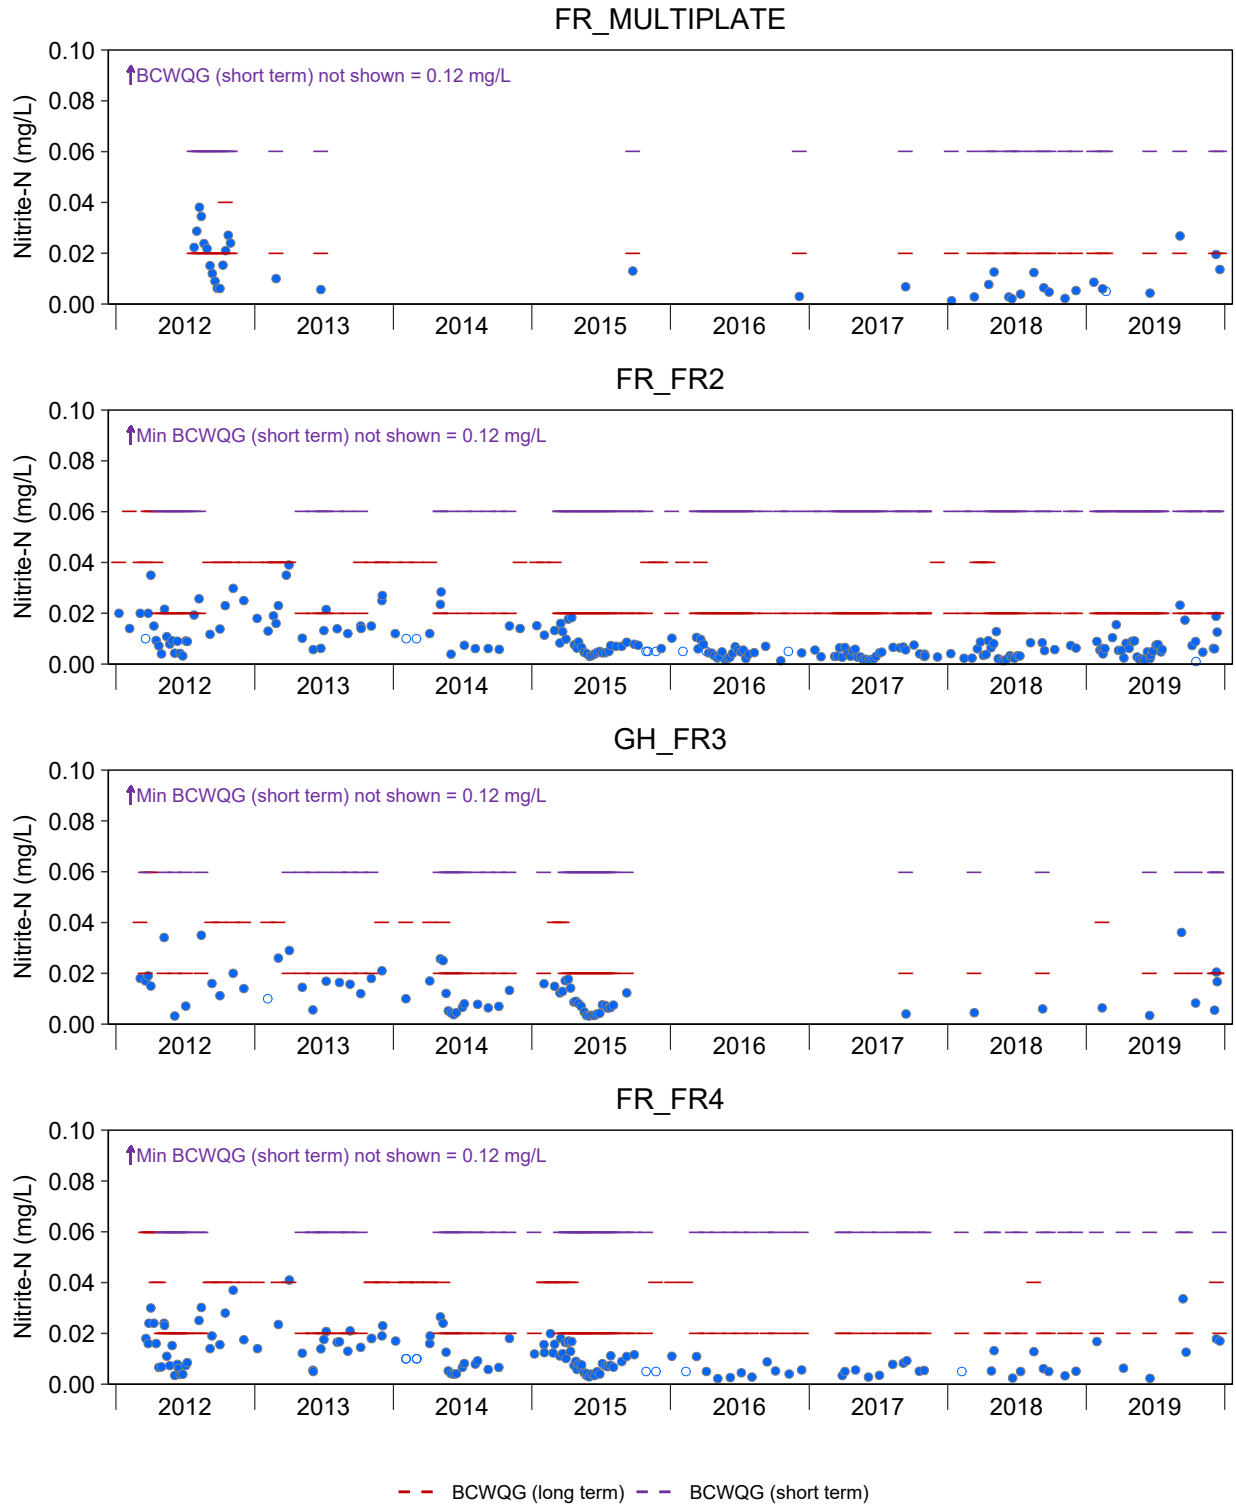 FR_MULTIPLATE
Nitrite-N (mg/L)
0.10
0.08
0.06
0.04
0.02
0.00
BCWQG (short term) not shown = 0.12 mg/L
2012 2013 2014 2015 2016 2017 2018 2019
FR_FR2
Nitrite-N (mg/L)
0.10
0.08
0.06
0.04
0.02
0.00
Min BCWQG (short term) not shown = 0.12 mg/L
2012 2013 2014 2015 2016 2017 2018 2019
GH_FR3
Nitrite-N (mg/L)
0.10
0.08
0.06
0.04
0.02
0.00
Min BCWQG (short term) not shown = 0.12 mg/L
2012 2013 2014 2015 2016 2017 2018 2019
FR_FR4
Nitrite-N (mg/L)
0.10
0.08
0.06
0.04
0.02
0.00
Min BCWQG (short term) not shown = 0.12 mg/L
2012 2013 2014 2015 2016 2017 2018 2019
BCWQG (long term) BCWQG (short term)